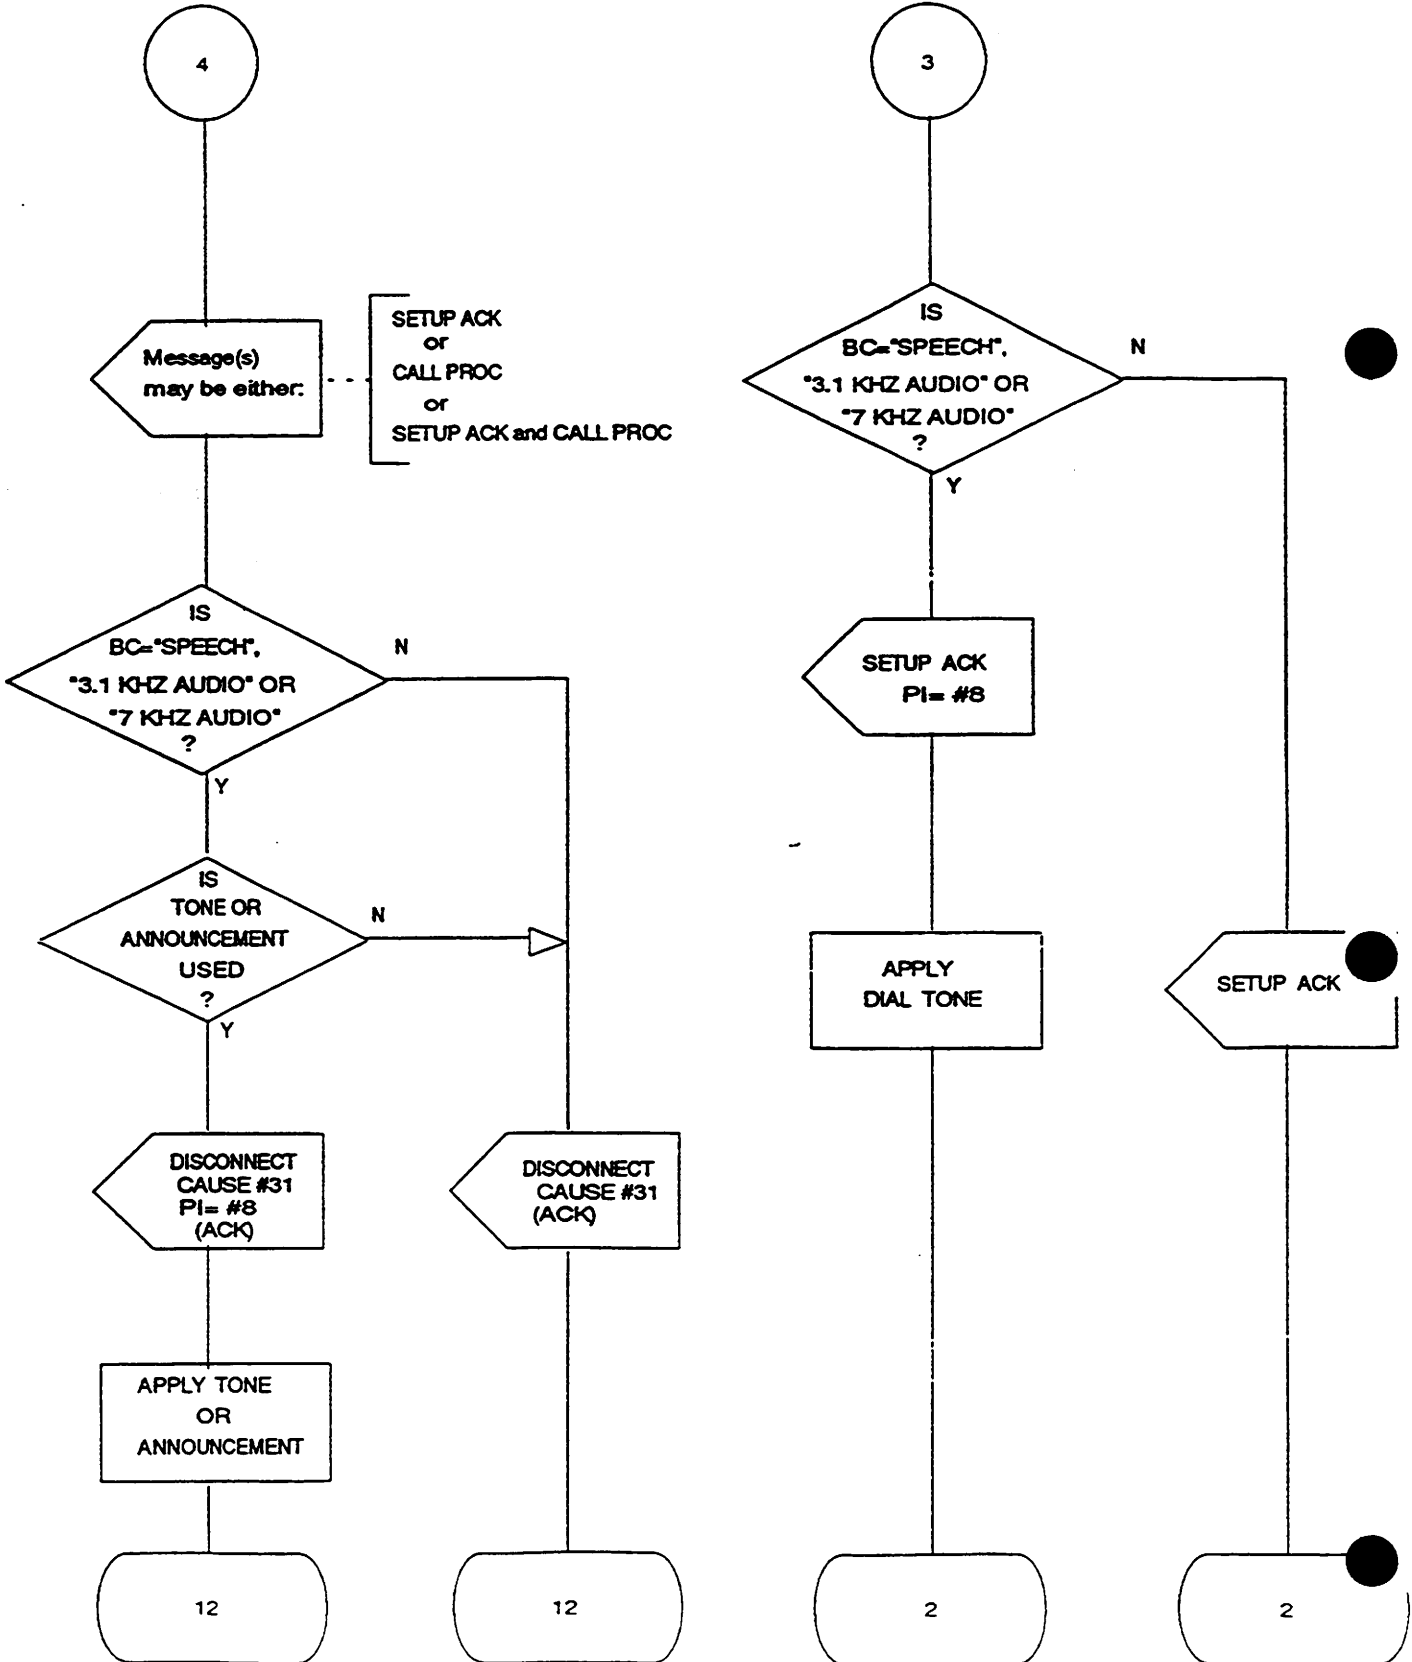 4
Message(s)
may be either:
SETUP ACK
or
CALL PROC
or
SETUP ACK and CALL PROC
IS
BC="SPEECH",
"3.1 KHZ AUDIO" OR
"7 KHZ AUDIO"
?
N
Y
IS
TONE OR
ANNOUNCEMENT
USED
?
N
Y
DISCONNECT
CAUSE #31
PI= #8
(ACK)
DISCONNECT
CAUSE #31
(ACK)
APPLY TONE
OR
ANNOUNCEMENT
12
12
3
IS
BC="SPEECH",
"3.1 KHZ AUDIO" OR
"7 KHZ AUDIO"
?
N
Y
SETUP ACK
PI= #8
APPLY
DIAL TONE
SETUP ACK
2
2